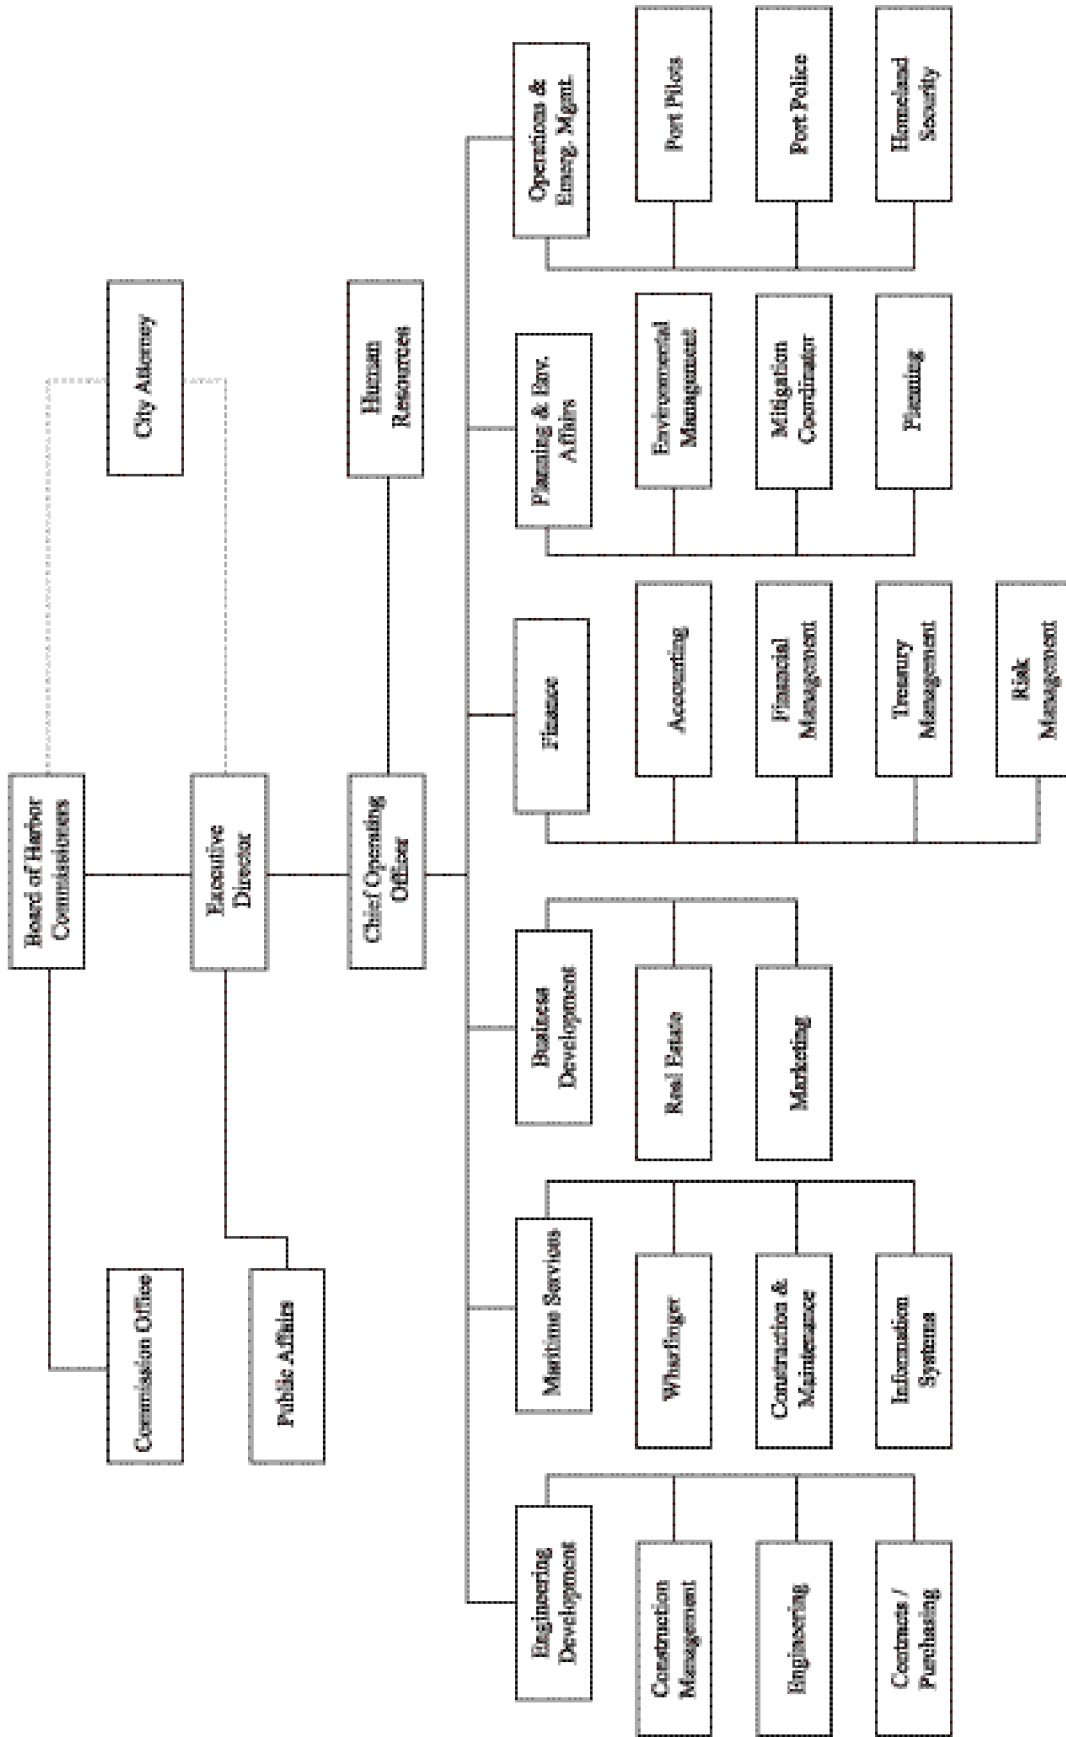 Board of Harbor
Commissioners
Commission Office
City Attorney
Executive
Director
Public Affairs
Chief Operating
Officer
Human
Resources
Engineering
Development
Construction
Management
Engineering
Contracts /
Purchasing
Maritime Services
Wharfinger
Construction &
Maintenance
Information
Systems
Business
Development
Real Estate
Marketing
Finance
Accounting
Financial
Management
Treasury
Management
Risk
Management
Planning & Env.
Affairs
Environmental
Management
Mitigation
Coordinator
Planning
Operations &
Emerg. Mgmt.
Port Pilots
Port Police
Homeland
Security